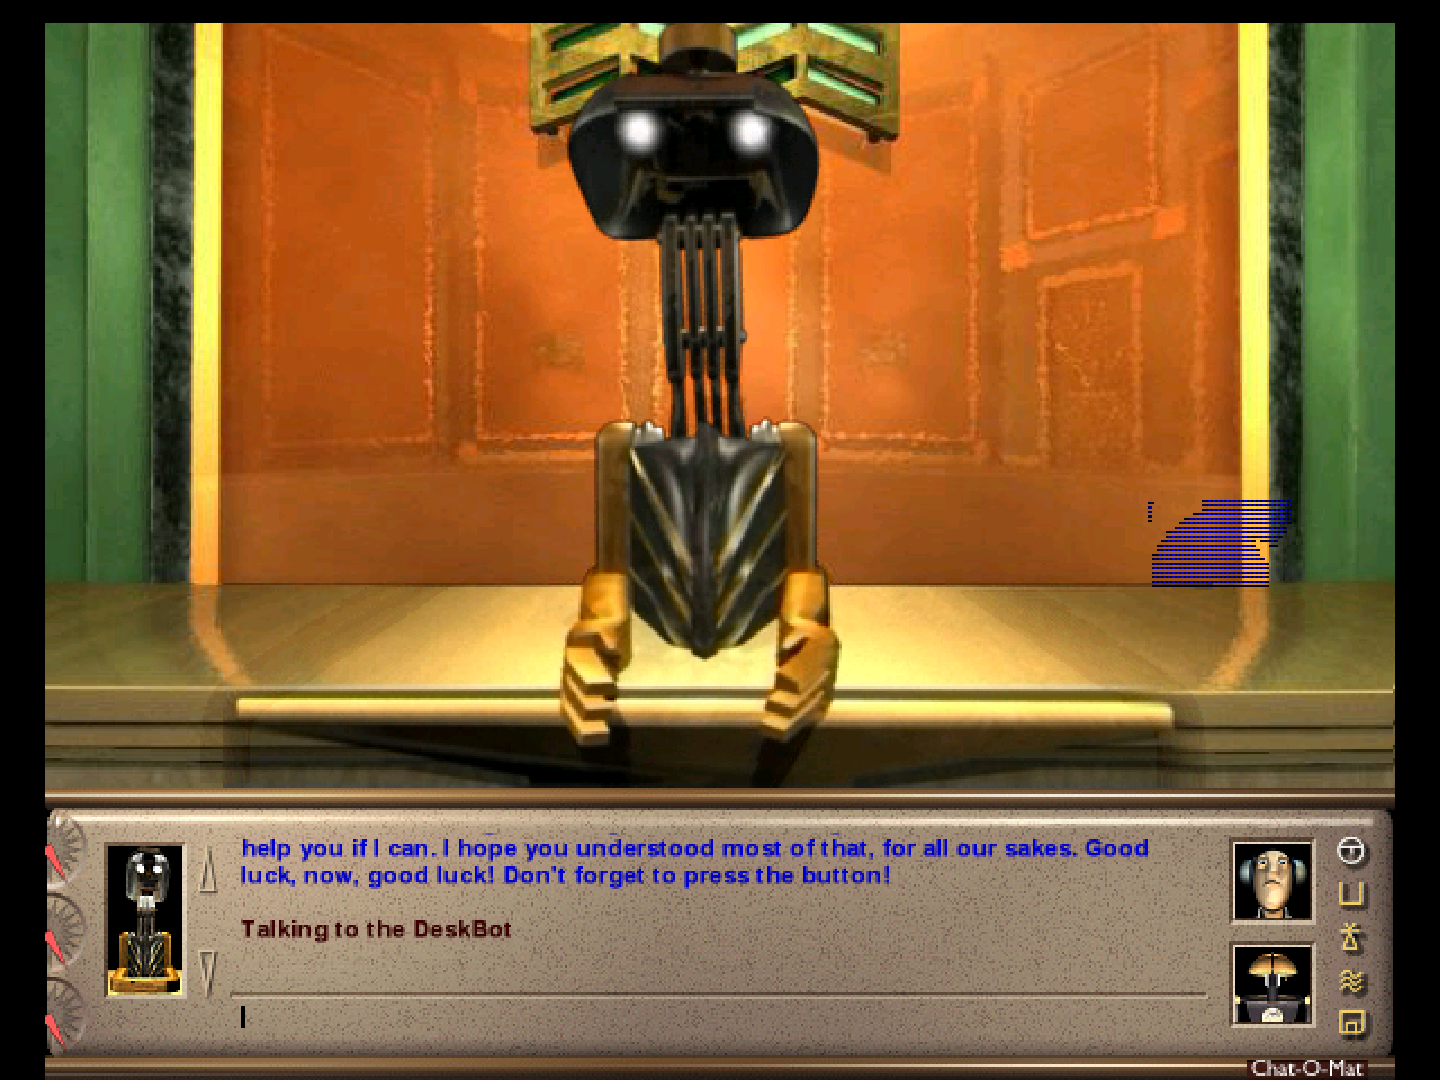 help you if I can. I hope you understood most of that, for all our sakes. Good
luck, now, good luck! Don't forget to press the button!
Talking to the DeskBot
Chat-O-Mat